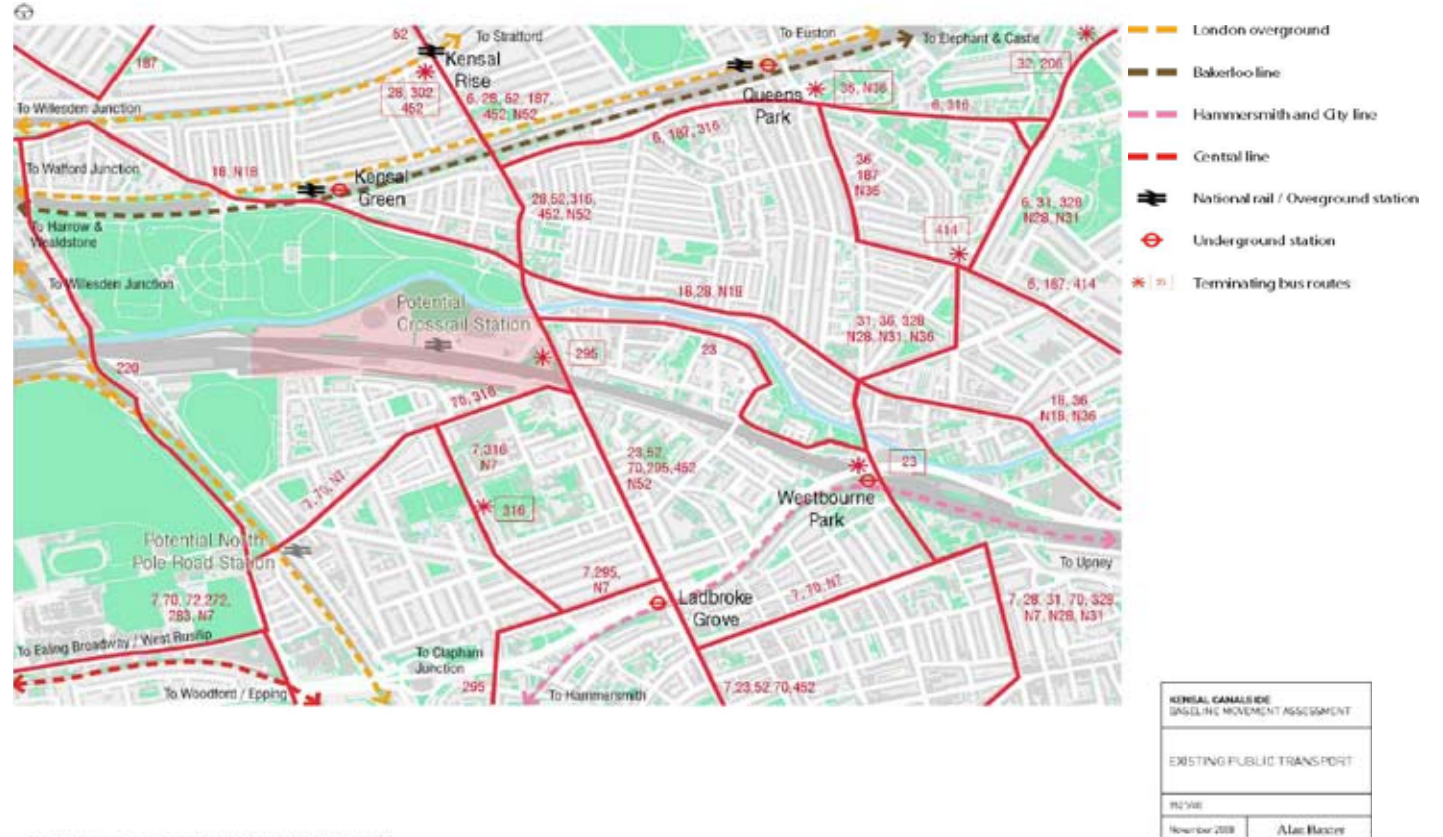 52
To Stratford
To Euston
To Elephant & Castle
London overground
187
Kensal
Rise
32, 206
Bakerloo line
28, 302
452
6, 28, 52, 187,
452, N52
Queens
Park
36, N36
6, 316
To Willesden Junction
Hammersmith and City line
6, 187, 316
Central line
To Watford Junction
18, N18
Kensal
Green
36
187
N36
National rail / Overground station
28,52,316,
452, N52
6, 31, 328
N28, N31
To Harrow &
Wealdstone
414
Underground station
To Willesden Junction
Terminating bus routes
18,28, N18
6, 187, 414
Potential
Crossrail Station
31, 36, 328
N28, N31, N36
295
23
220
70, 316
18, 36
N18, N36
7,316
N7
23,52,
70,295,452
N52
23
7, 70, N7
Westbourne
Park
316
Potential North
Pole Road Station
To Upney
7,295,
N7
7, 70, N7
7,70, 72,272,
283, N7
Ladbroke
Grove
7, 28, 31, 70, 328,
N7, N28, N31
To Ealing Broadway / West Ruislip
To Clapham
Junction
To Woodford / Epping
295
To Hammersmith
7,23,52,70,452
KENSAL CANALSIDE
BASELINE MOVEMENT ASSESSMENT
EXISTING PUBLIC TRANSPORT
Alan Baxter